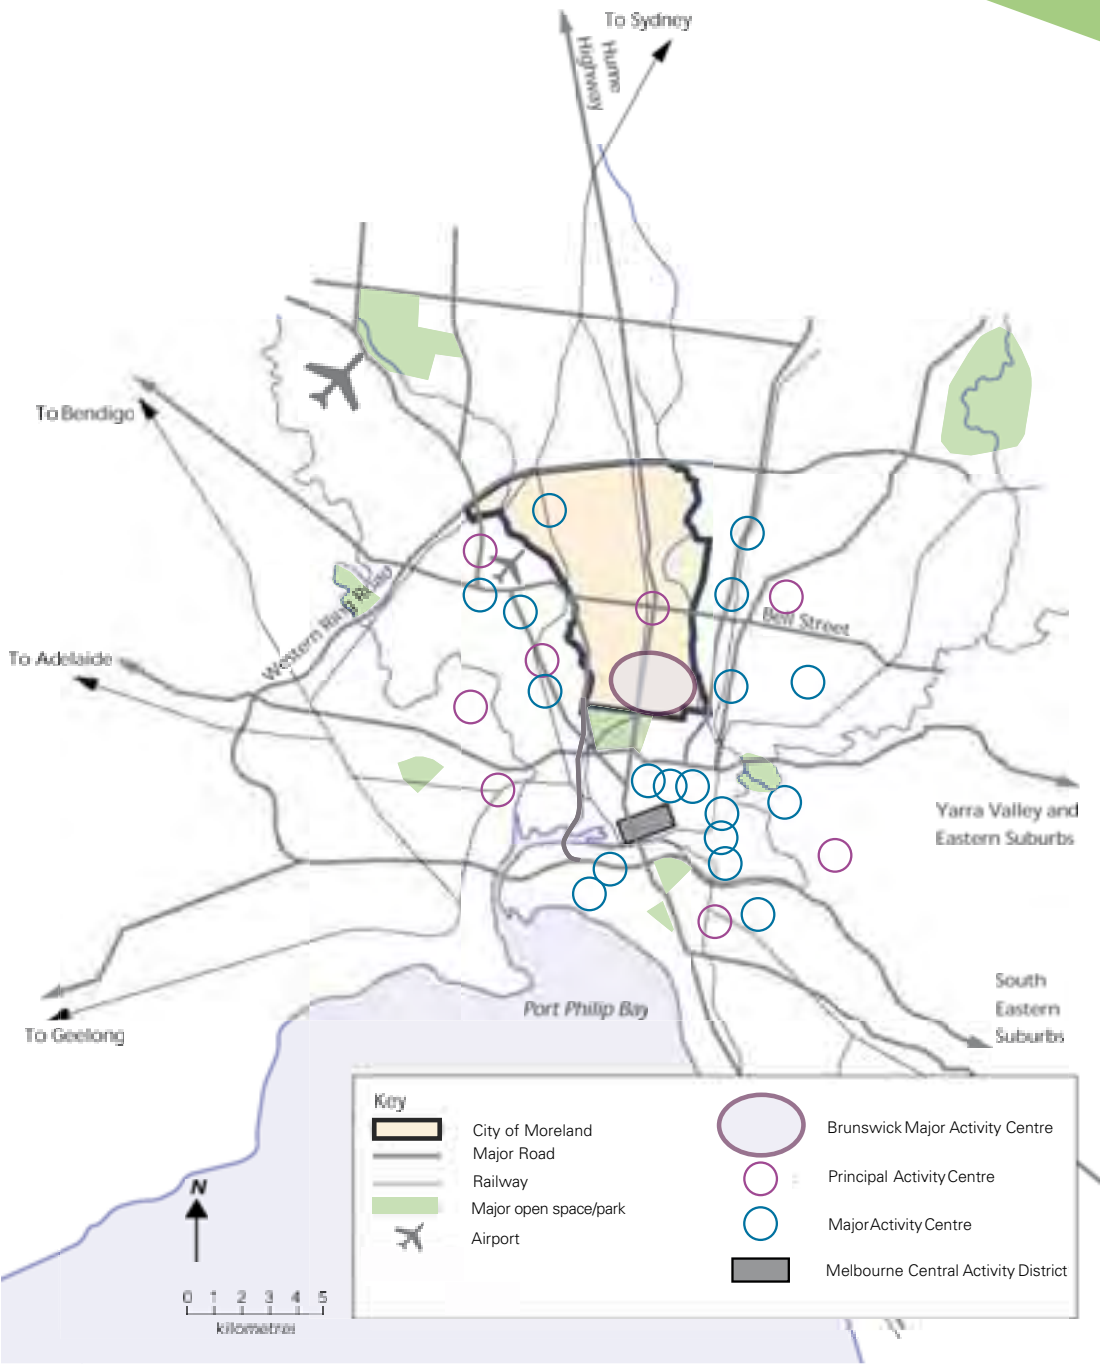 To Sydney
Hume
Highway
To Bendigo
Western Ring
Bell Street
To Adelaide
Yarra Valley and
Eastern Suburbs
South
Eastern
Suburbs
Port Philip Bay
To Geelong
Key
City of Moreland
Major Road
Railway
Major open space/park
Airport
Brunswick Major Activity Centre
Principal Activity Centre
Major Activity Centre
Melbourne Central Activity District
N
0 1 2 3 4 5
kilometres